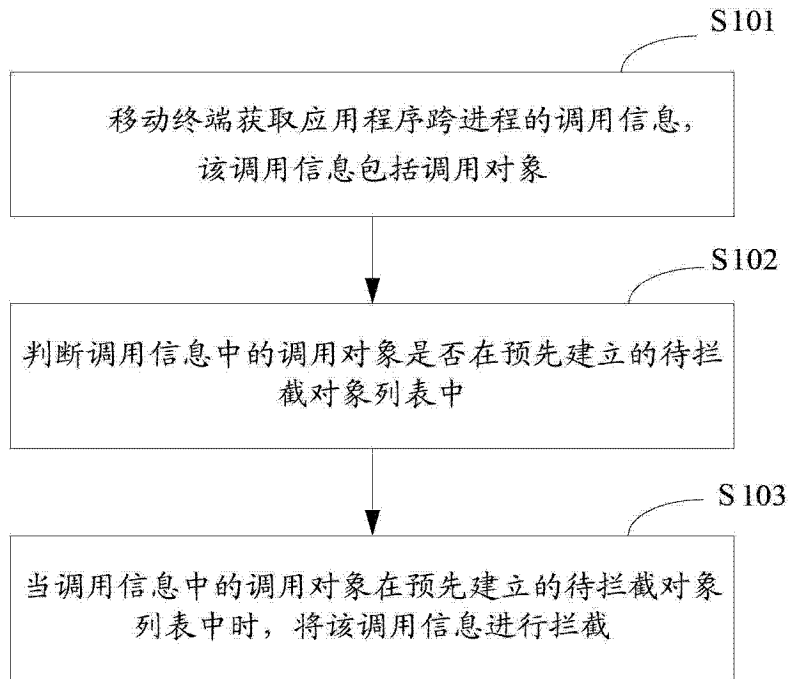 S101
移动终端获取应用程序跨进程的调用信息，
该调用信息包括调用对象
S102
判断调用信息中的调用对象是否在预先建立的待拦
截对象列表中
S103
当调用信息中的调用对象在预先建立的待拦截对象
列表中时，将该调用信息进行拦截